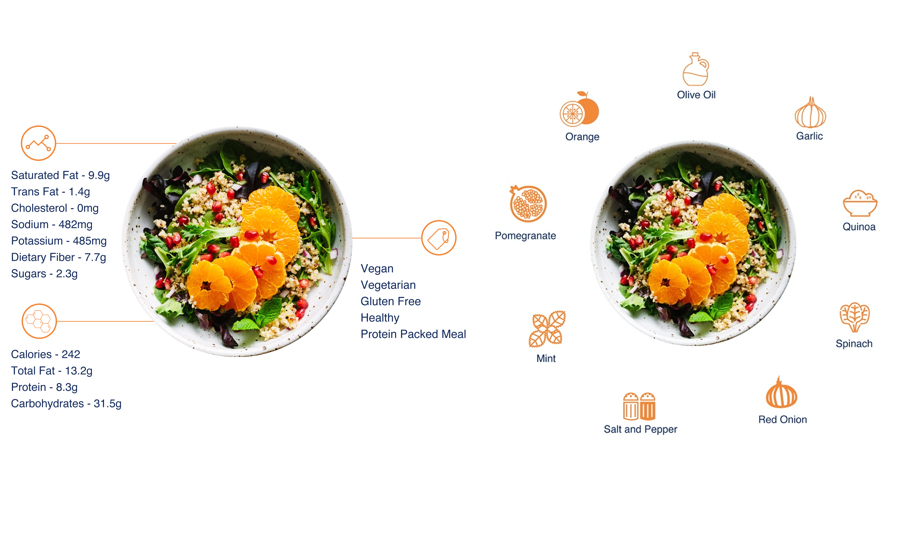 Saturated Fat - 9.9g
Trans Fat - 1.4g
Cholesterol - 0mg
Sodium - 482mg
Potassium - 485mg
Dietary Fiber - 7.7g
Sugars - 2.3g
Calories - 242
Total Fat - 13.2g
Protein - 8.3g
Carbohydrates - 31.5g
Vegan
Vegetarian
Gluten Free
Healthy
Protein Packed Meal
Olive Oil
Orange
Garlic
Pomegranate
Quinoa
Mint
Spinach
Salt and Pepper
Red Onion